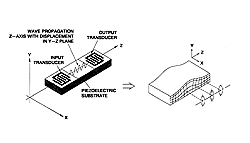 WAVE PROPAGATION
Z–AXIS WITH DISPLACEMENT
IN Y–Z PLANE
OUTPUT
TRANSDUCER
INPUT
TRANSDUCER
PIEZOELECTRIC
SUBSTRATE
Y
Z
X
Y
Z
X